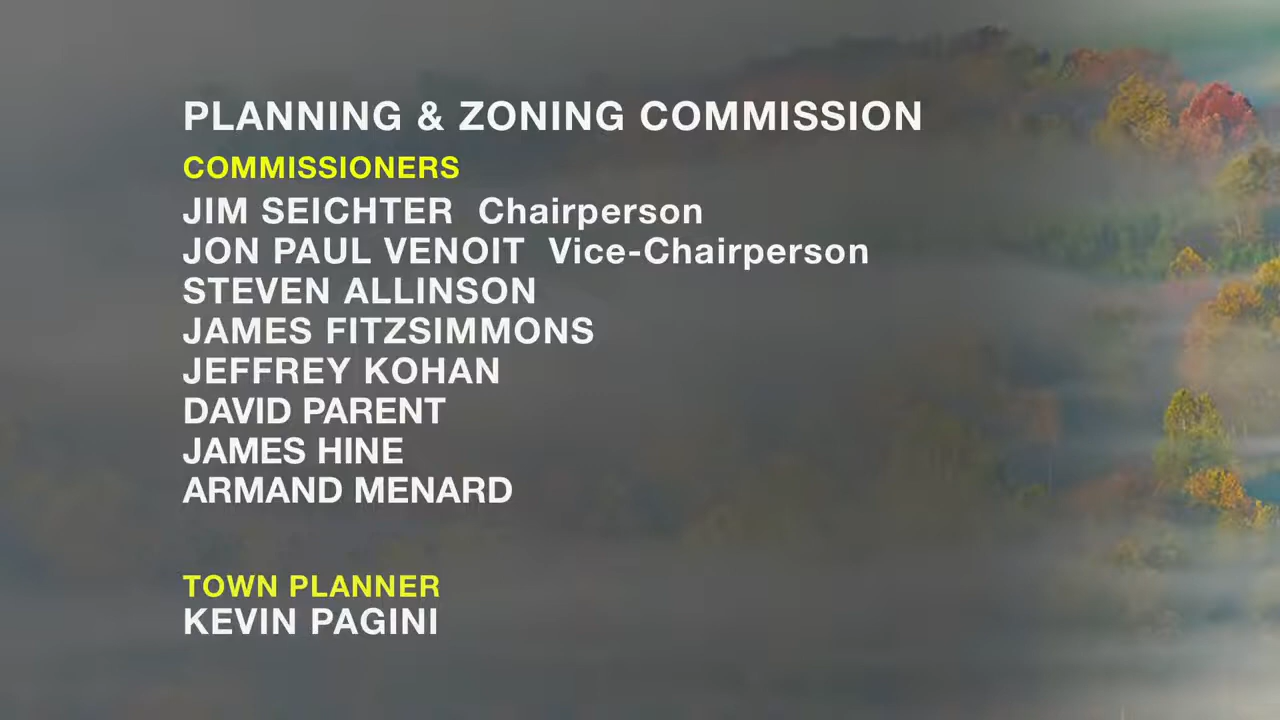 PLANNING & ZONING COMMISSION
COMMISSIONERS
JIM SEICHTER Chairperson
JON PAUL VENOIT Vice-Chairperson
STEVEN ALLINSON
JAMES FITZSIMMONS
JEFFREY KOHAN
DAVID PARENT
JAMES HINE
ARMAND MENARD
TOWN PLANNER
KEVIN PAGINI